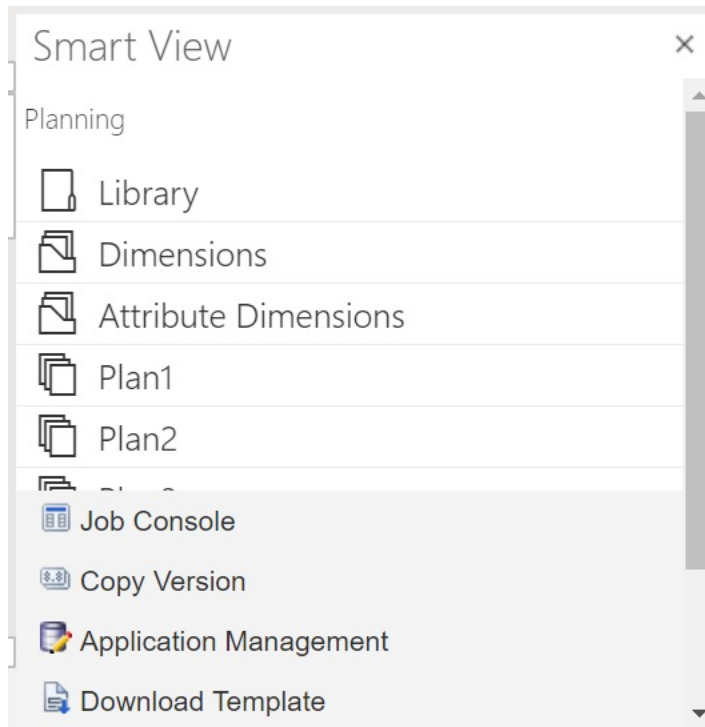 Smart View
Planning
Library
Dimensions
Attribute Dimensions
Plan1
Plan2
Job Console
Copy Version
Application Management
Download Template